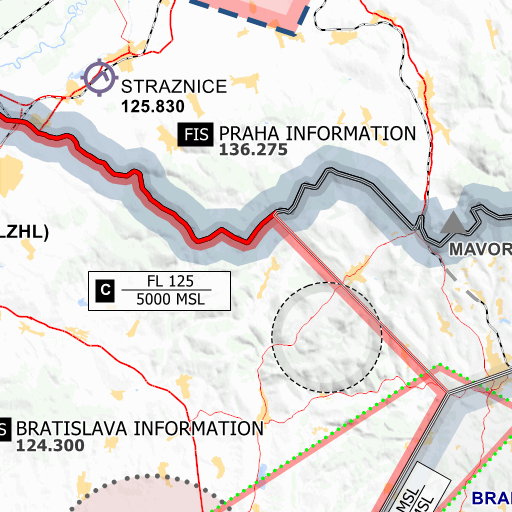 STRAZNICE
125.830
FIS PRAHA INFORMATION
136.275
LZHL)
MAVOR
C FL 125
5000 MSL
S BRATISLAVA INFORMATION
124.300
MSL
MSL
BRA